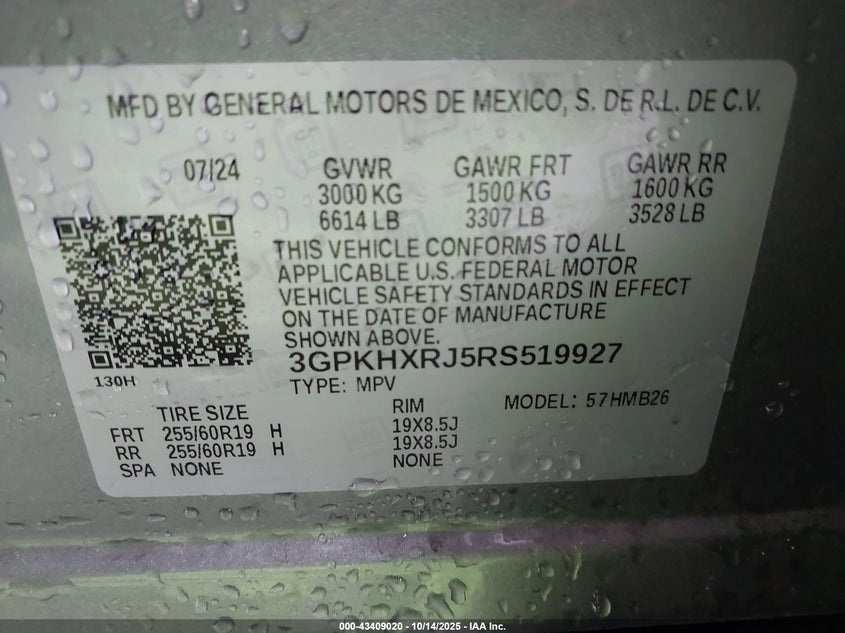 MFD BY GENERAL MOTORS DE MEXICO, S. DE R.L. DE C.V.
07/24 GVWR GAWR FRT GAWR RR
3000 KG 1500 KG 1600 KG
6614 LB 3307 LB 3528 LB
THIS VEHICLE CONFORMS TO ALL
APPLICABLE U.S. FEDERAL MOTOR
VEHICLE SAFETY STANDARDS IN EFFECT
ON THE DATE OF MANUFACTURE
SHOWN ABOVE.
3GPKHXRJ5RS519927
130H TYPE: MPV
TIRE SIZE RIM MODEL: 57HMB26
FRT 255/60R19 H 19X8.5J
RR 255/60R19 H 19X8.5J
SPA NONE NONE
000-43409020 - 10/14/2025 - IAA Inc.